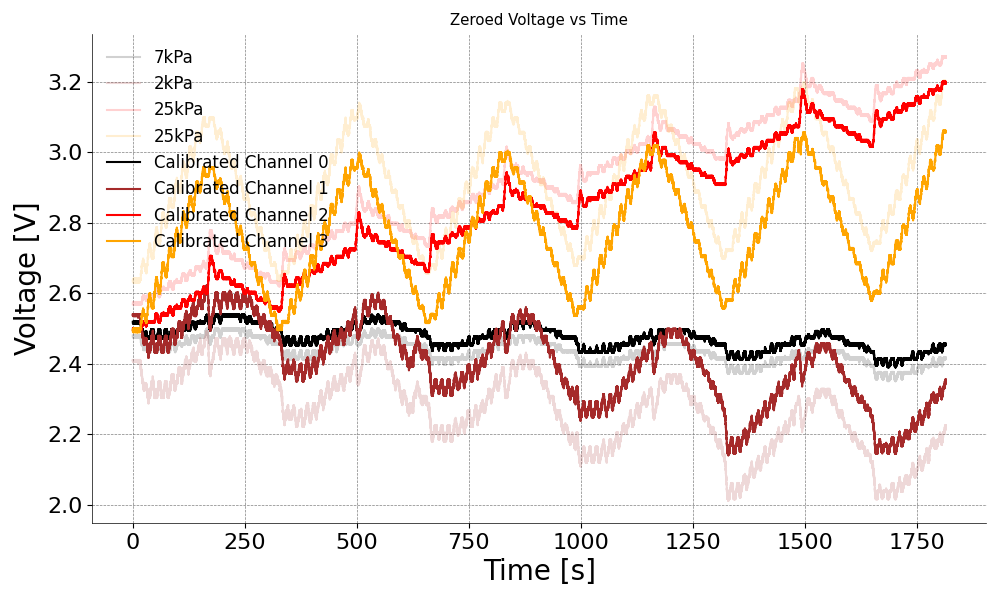 Zeroed Voltage vs Time
7kPa
2kPa
25kPa
25kPa
Calibrated Channel 0
Calibrated Channel 1
Calibrated Channel 2
Calibrated Channel 3
Voltage [V]
3.2
3.0
2.8
2.6
2.4
2.2
2.0
0 250 500 750 1000 1250 1500 1750
Time [s]